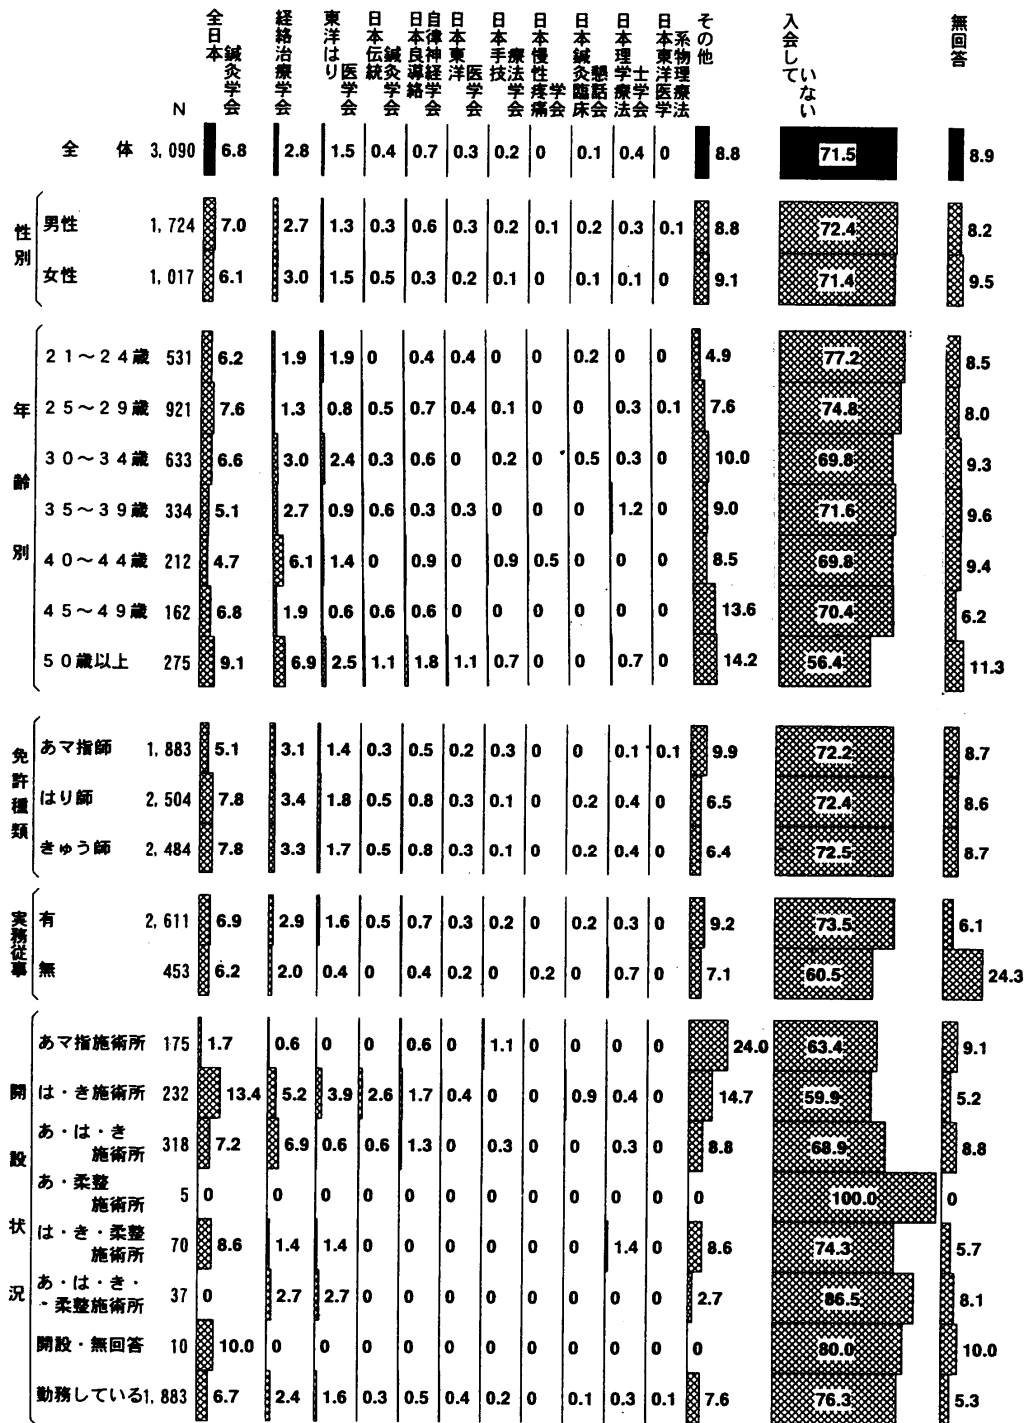 N 全日本鍼灸学会 経絡治療学会 東洋はり医学会 日本伝統鍼灸学会 日本良導絡自律神経学会 日本東洋医学会 日本手技療法学会 日本慢性疼痛学会 日本鍼灸臨床懇話会 日本理学療法士学会 日本東洋医学系物理療法 その他 入会していない 無回答
全体 3,090 6.8 2.8 1.5 0.4 0.7 0.3 0.2 0 0.1 0.4 0 8.8 71.5 8.9
性別
男性 1,724 7.0 2.7 1.3 0.3 0.6 0.3 0.2 0.1 0.2 0.3 0.1 8.8 72.4 8.2
女性 1,017 6.1 3.0 1.5 0.5 0.3 0.2 0.1 0 0.1 0.1 0 9.1 71.4 9.5
年齢別
21〜24歳 531 6.2 1.9 1.9 0 0.4 0.4 0 0 0.2 0 0 4.9 77.2 8.5
25〜29歳 921 7.6 1.3 0.8 0.5 0.7 0.4 0.1 0 0 0.3 0.1 7.6 74.8 8.0
30〜34歳 633 6.6 3.0 2.4 0.3 0.6 0 0.2 0 0.5 0.3 0 10.0 69.8 9.3
35〜39歳 334 5.1 2.7 0.9 0.6 0.3 0.3 0 0 0 1.2 0 9.0 71.6 9.6
40〜44歳 212 4.7 6.1 1.4 0 0.9 0 0.9 0.5 0 0 0 8.5 69.8 9.4
45〜49歳 162 6.8 1.9 0.6 0.6 0.6 0 0 0 0 0 0 13.6 70.4 6.2
50歳以上 275 9.1 6.9 2.5 1.1 1.8 1.1 0.7 0 0 0.7 0 14.2 56.4 11.3
免許種類
あマ指師 1,883 5.1 3.1 1.4 0.3 0.5 0.2 0.3 0 0 0.1 0.1 9.9 72.2 8.7
はり師 2,504 7.8 3.4 1.8 0.5 0.8 0.3 0.1 0 0.2 0.4 0 6.5 72.4 8.6
きゅう師 2,484 7.8 3.3 1.7 0.5 0.8 0.3 0.1 0 0.2 0.4 0 6.4 72.5 8.7
実務従事
有 2,611 6.9 2.9 1.6 0.5 0.7 0.3 0.2 0 0.2 0.3 0 9.2 73.5 6.1
無 453 6.2 2.0 0.4 0 0.4 0.2 0 0.2 0 0.7 0 7.1 60.5 24.3
開設状況
あマ指施術所 175 1.7 0.6 0 0 0.6 0 1.1 0 0 0 0 24.0 63.4 9.1
は・き施術所 232 13.4 5.2 3.9 2.6 1.7 0.4 0 0 0.9 0.4 0 14.7 59.9 5.2
あ・は・き
施術所 318 7.2 6.9 0.6 0.6 1.3 0 0.3 0 0 0.3 0 8.8 68.9 8.8
あ・柔整
施術所 5 0 0 0 0 0 0 0 0 0 0 0 0 100.0 0
は・き・柔整
施術所 70 8.6 1.4 1.4 0 0 0 0 0 0 1.4 0 8.6 74.3 5.7
あ・は・き・
・柔整施術所 37 0 2.7 2.7 0 0 0 0 0 0 0 0 2.7 86.5 8.1
開設・無回答 10 10.0 0 0 0 0 0 0 0 0 0 0 0 80.0 10.0
勤務している 1,883 6.7 2.4 1.6 0.3 0.5 0.4 0.2 0 0.1 0.3 0.1 7.6 76.3 5.3